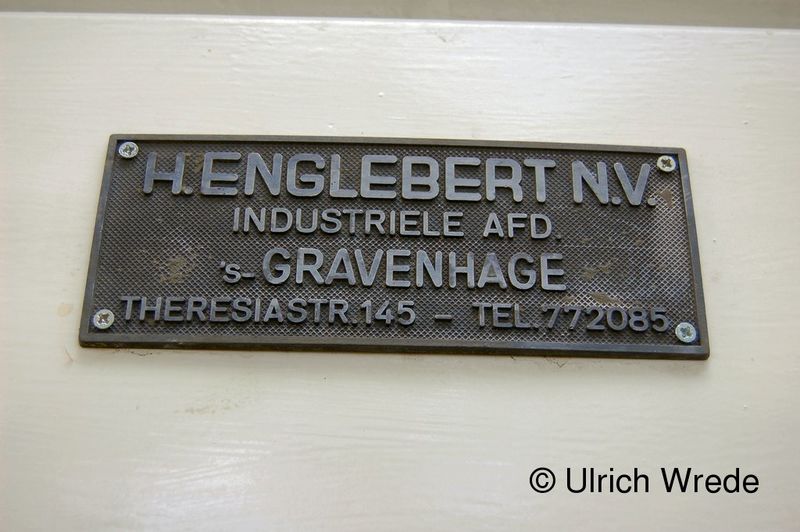 H. ENGLEBERT N.V.
INDUSTRIELE AFD.
's-GRAVENHAGE
THERESIASTR. 145 - TEL. 772085
© Ulrich Wrede